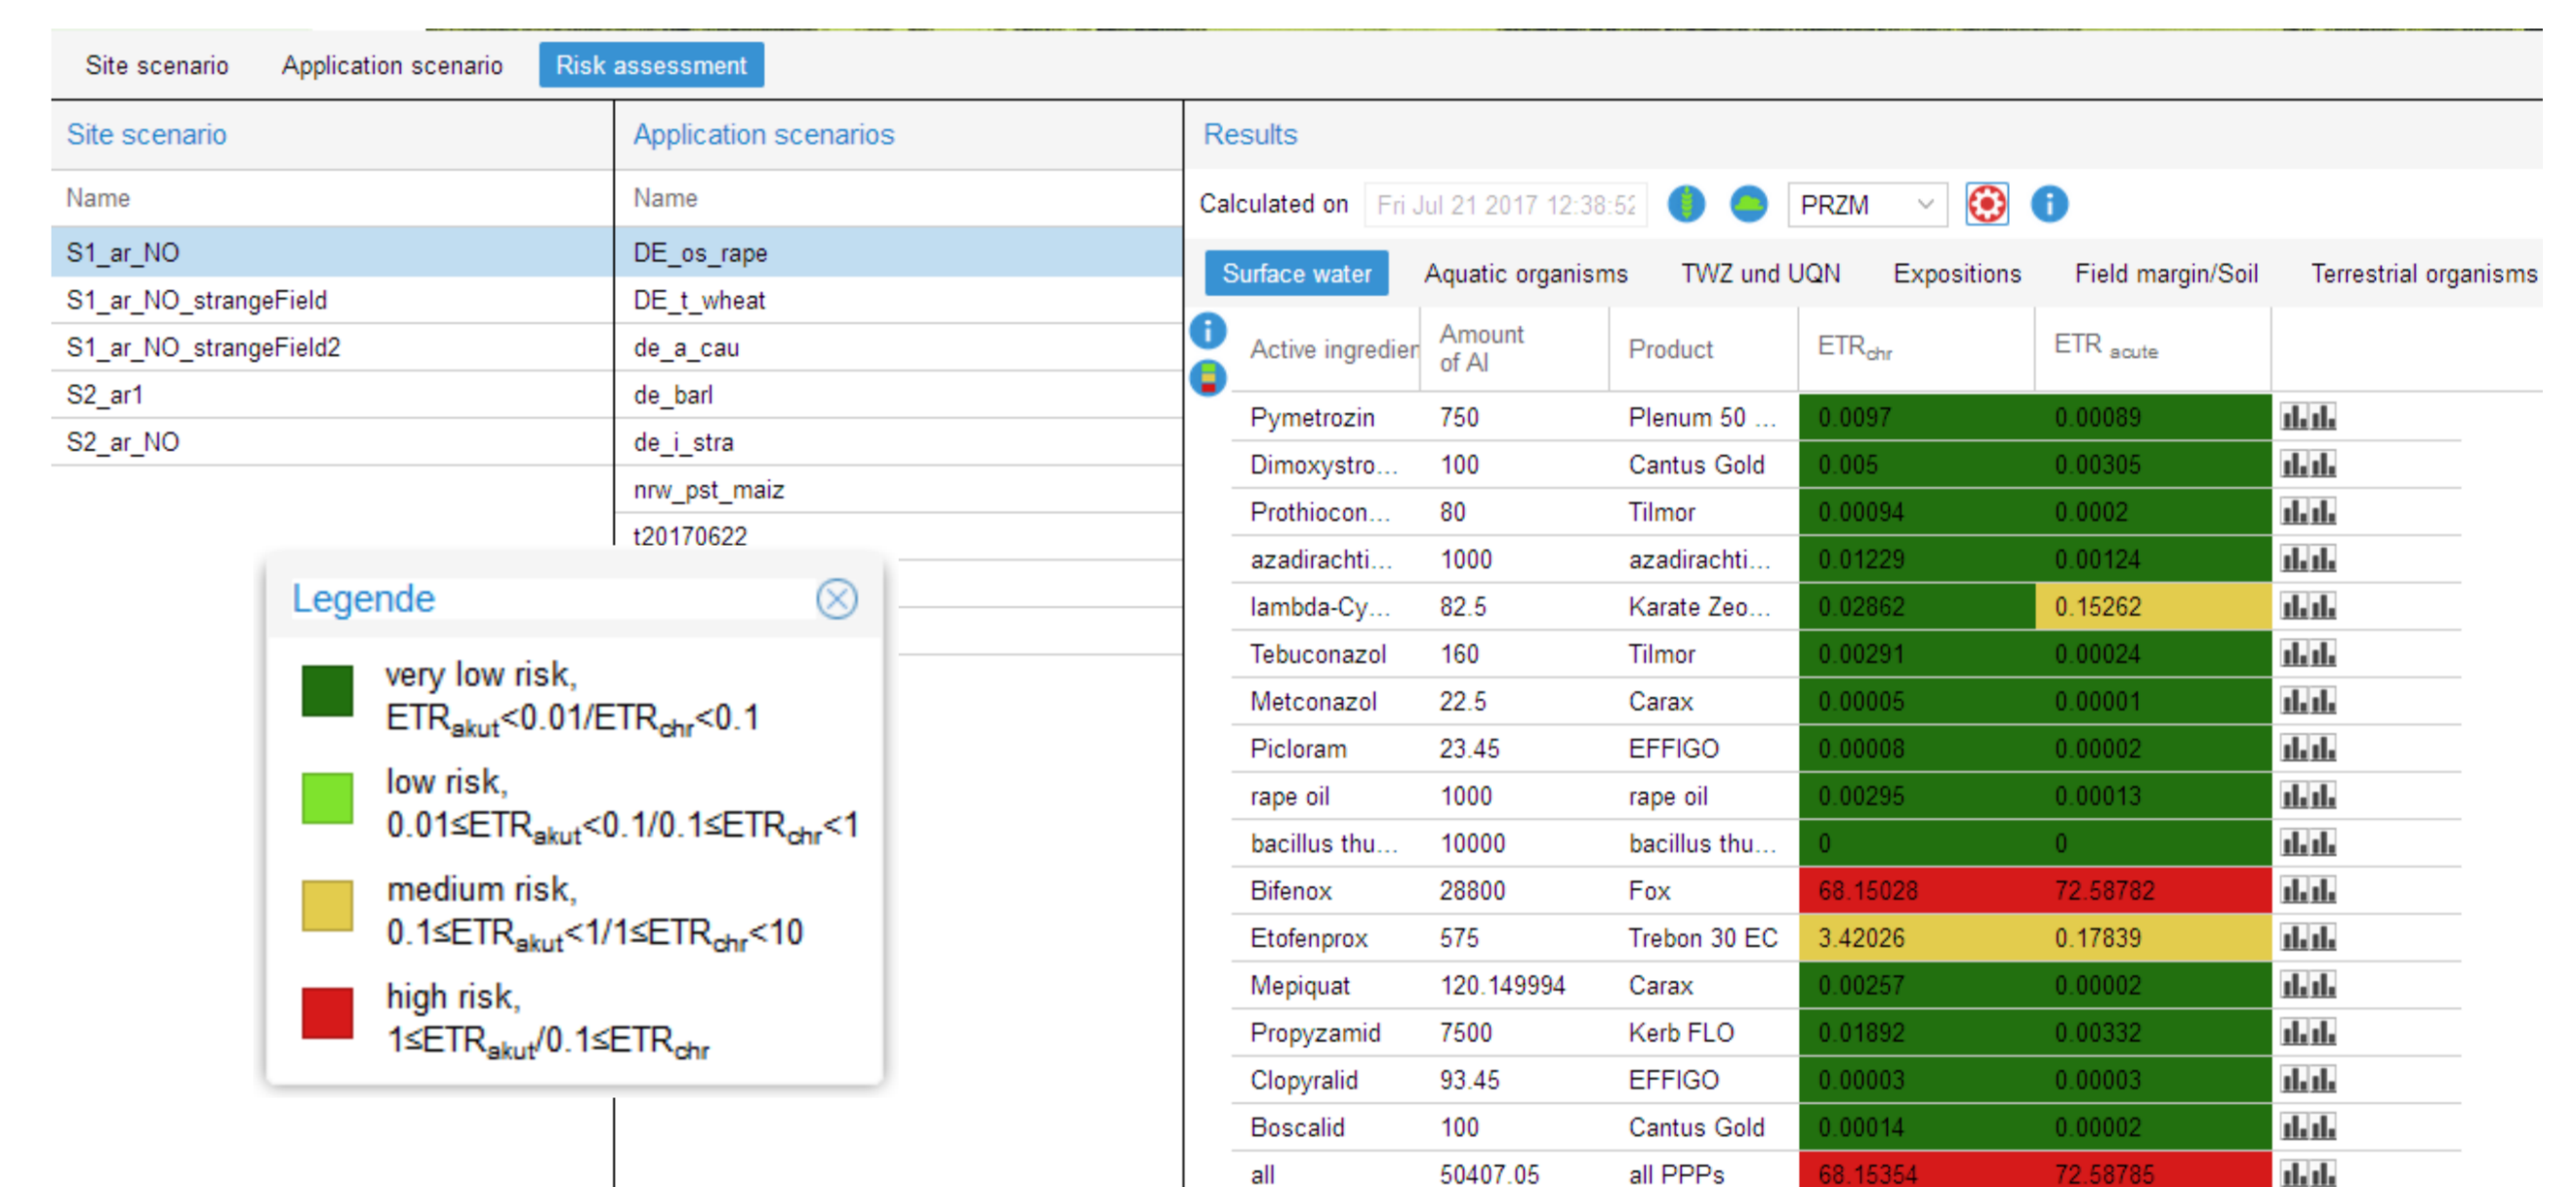 Site scenario Application scenario Risk assessment
Site scenario
Name
S1_ar_NO
S1_ar_NO_strangeField
S1_ar_NO_strangeField2
S2_ar1
S2_ar_NO
Application scenarios
Name
DE_os_rape
DE_t_wheat
de_a_cau
de_barl
de_i_stra
nrw_pst_maiz
t20170622
Legende
very low risk,
ETRakut<0.01/ETRchr<0.1
low risk,
0.01≤ETRakut<0.1/0.1≤ETRchr<1
medium risk,
0.1≤ETRakut<1/1≤ETRchr<10
high risk,
1≤ETRakut/0.1≤ETRchr
Results
Calculated on Fri Jul 21 2017 12:38:52 PRZM
Surface water Aquatic organisms TWZ und UQN Expositions Field margin/Soil Terrestrial organisms
Active ingredien Amount of AI Product ETRchr ETR acute
Pymetrozin 750 Plenum 50 ... 0.0097 0.00089
Dimoxystro... 100 Cantus Gold 0.005 0.00305
Prothiocon... 80 Tilmor 0.00094 0.0002
azadirachti... 1000 azadirachti... 0.01229 0.00124
lambda-Cy... 82.5 Karate Zeo... 0.02862 0.15262
Tebuconazol 160 Tilmor 0.00291 0.00024
Metconazol 22.5 Carax 0.00005 0.00001
Picloram 23.45 EFFIGO 0.00008 0.00002
rape oil 1000 rape oil 0.00295 0.00013
bacillus thu... 10000 bacillus thu... 0 0
Bifenox 28800 Fox 68.15028 72.58782
Etofenprox 575 Trebon 30 EC 3.42026 0.17839
Mepiquat 120.149994 Carax 0.00257 0.00002
Propyzamid 7500 Kerb FLO 0.01892 0.00332
Clopyralid 93.45 EFFIGO 0.00003 0.00003
Boscalid 100 Cantus Gold 0.00014 0.00002
all 50407.05 all PPPs 68.15354 72.58785